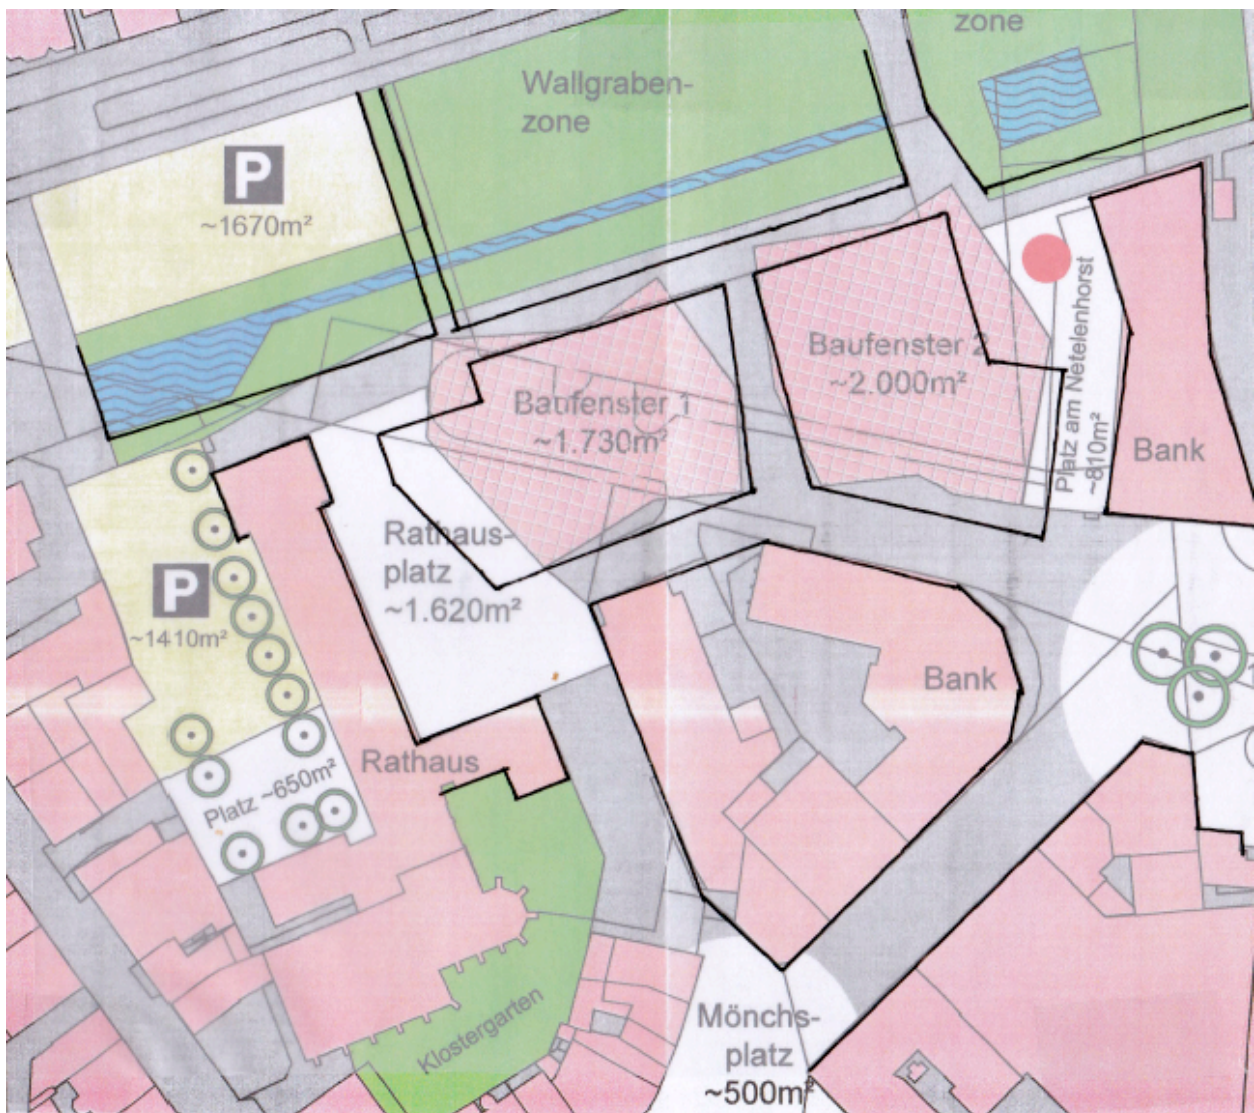 zone
Wallgraben-
zone
P
~1670m²
Baufenster 2
~2.000m²
Platz am Netelenhorst
~810m²
Baufenster 1
~1.730m²
Bank
Rathaus-
platz
~1.620m²
P
~1410m²
Bank
Rathaus
Platz ~650m²
Klostergarten
Mönchs-
platz
~500m²